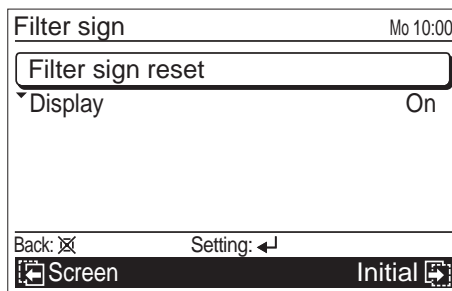 Filter sign Mo 10:00
Filter sign reset
Display On
Back: Setting:
Screen Initial